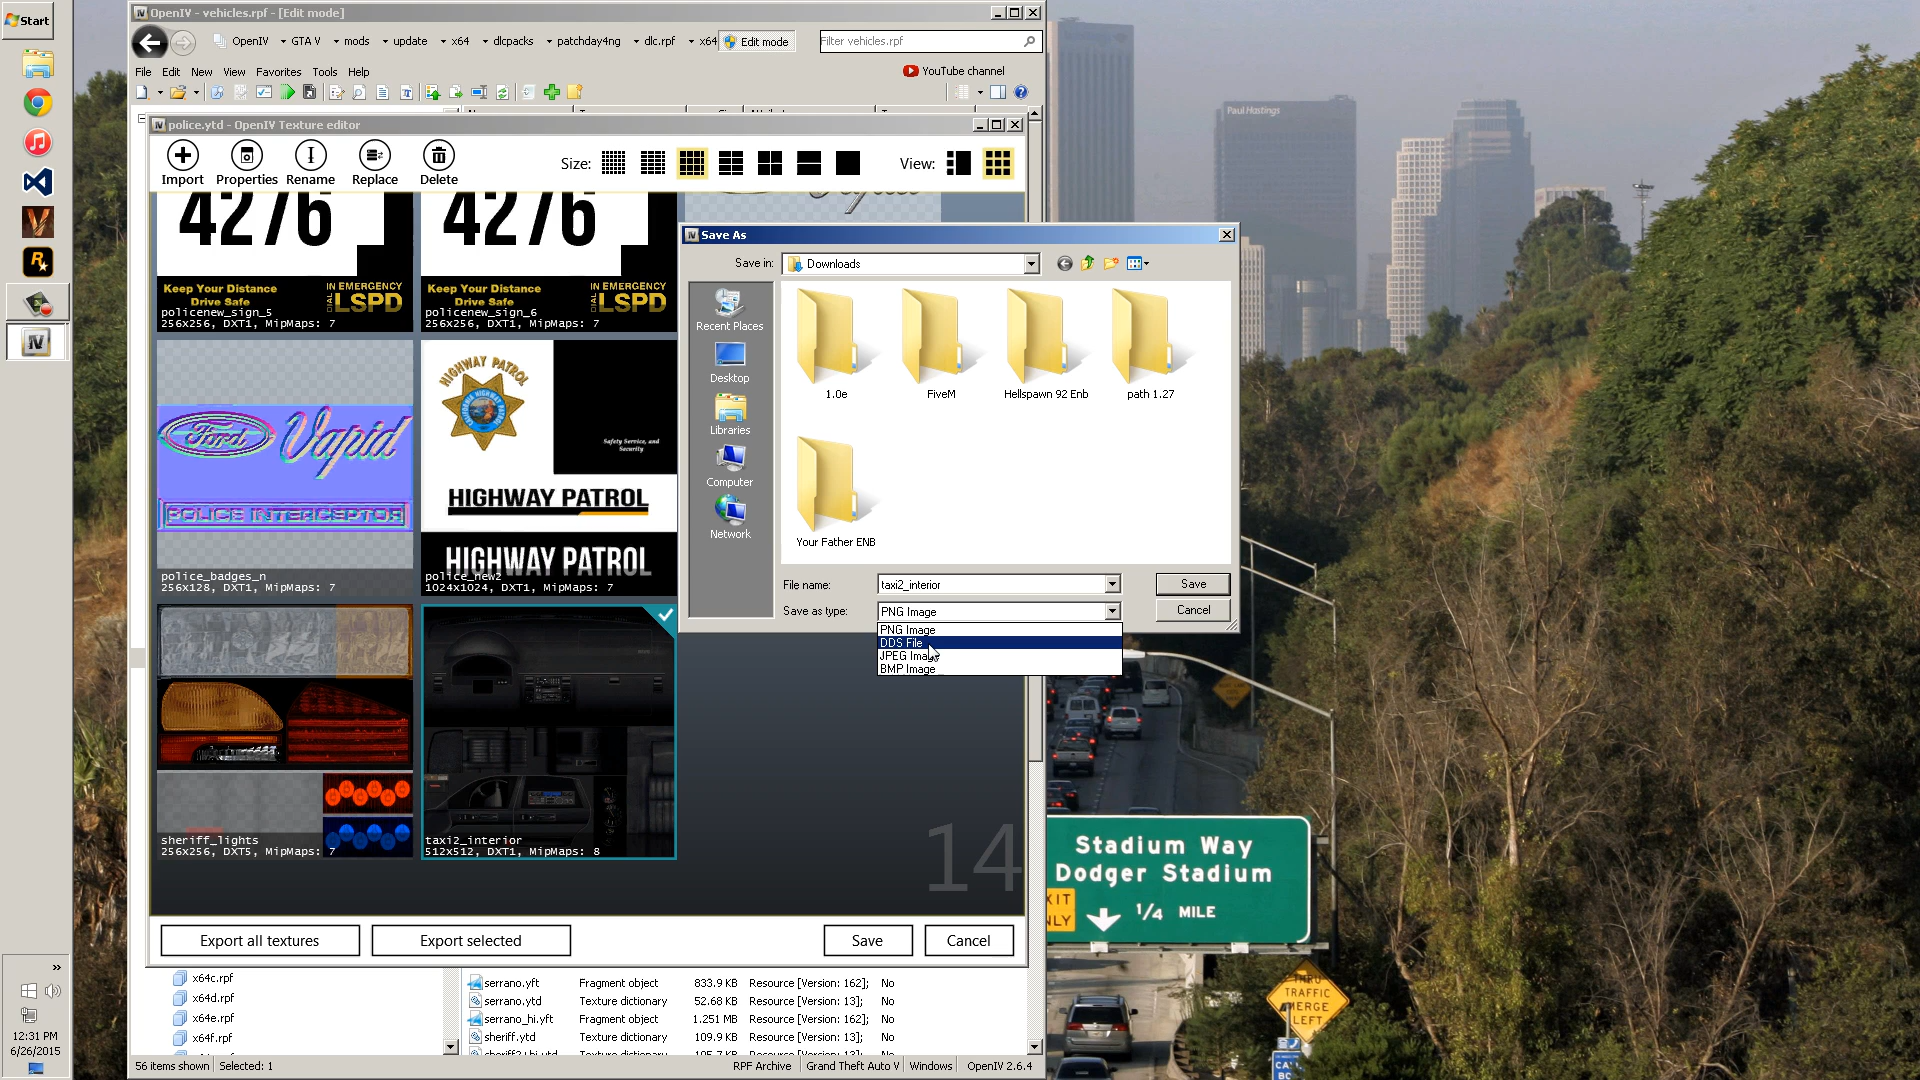 Start
OpenIV - vehicles.rpf - [Edit mode]
OpenIV GTA V mods update x64 dlcpacks patchday4ng dlc.rpf x64
Edit mode
Filter vehicles.rpf
File Edit New View Favorites Tools Help
YouTube channel
police.ytd - OpenIV Texture editor
Import Properties Rename Replace Delete
Size:
View:
4276
Keep Your Distance
Drive Safe
IN EMERGENCY
DIAL LSPD
policenew_sign_5
256x256, DXT1, MipMaps: 7
4276
Keep Your Distance
Drive Safe
IN EMERGENCY
DIAL LSPD
policenew_sign_6
256x256, DXT1, MipMaps: 7
Ford Vapid
POLICE INTERCEPTOR
police_badges_n
256x128, DXT1, MipMaps: 7
HIGHWAY PATROL
Safety Service, and
Security
HIGHWAY PATROL
HIGHWAY PATROL
police_new2
1024x1024, DXT1, MipMaps: 7
sheriff_lights
256x256, DXT5, MipMaps: 7
taxi2_interior
512x512, DXT1, MipMaps: 8
14
Export all textures
Export selected
Save
Cancel
Save As
Save in:
Downloads
Recent Places
Desktop
Libraries
Computer
Network
1.0e
FiveM
Hellspawn 92 Enb
path 1.27
Your Father ENB
File name:
taxi2_interior
Save
Save as type:
PNG Image
Cancel
PNG Image
DDS File
JPEG Image
BMP Image
x64c.rpf
x64d.rpf
x64e.rpf
x64f.rpf
serrano.yft Fragment object 833.9 KB Resource [Version: 162]; No
serrano.ytd Texture dictionary 52.68 KB Resource [Version: 13]; No
serrano_hi.yft Fragment object 1.251 MB Resource [Version: 162]; No
sheriff.ytd Texture dictionary 109.9 KB Resource [Version: 13]; No
56 items shown Selected: 1
RPF Archive Grand Theft Auto V Windows OpenIV 2.6.4
12:31 PM
6/26/2015
Paul Hastings
Stadium Way
Dodger Stadium
1/4 MILE
THRU
TRAFFIC
MERGE
LEFT